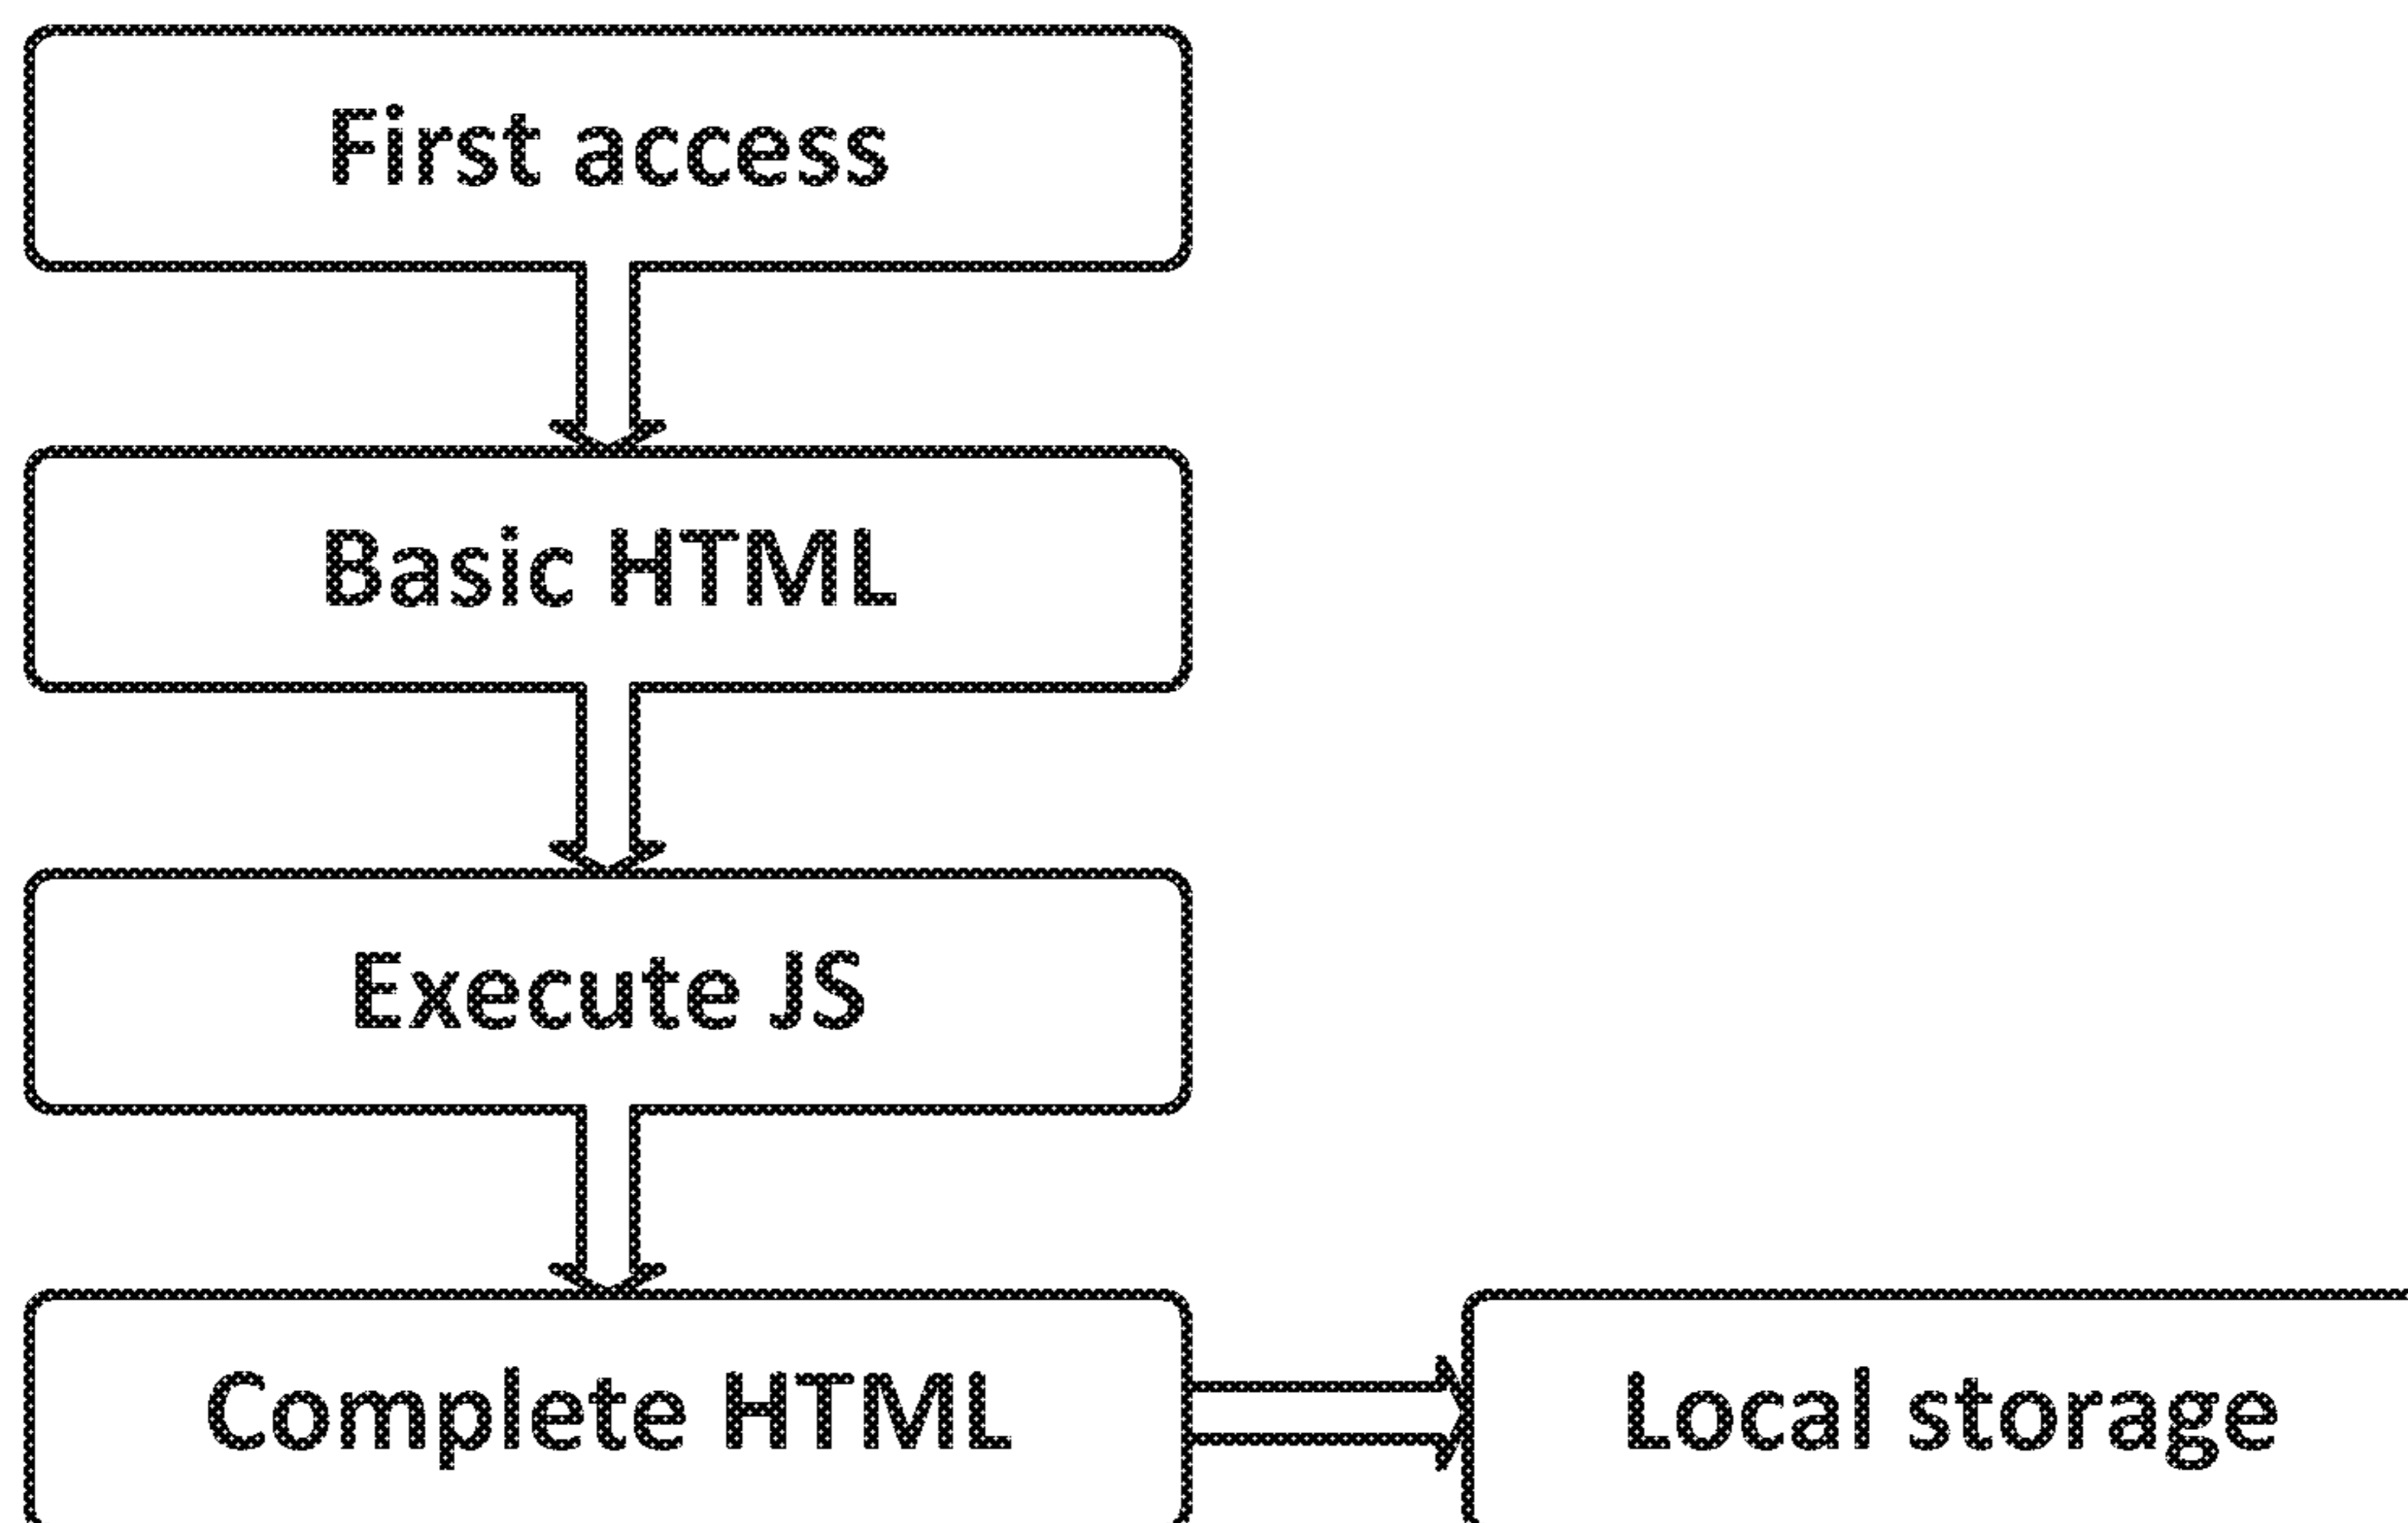 First access
Basic HTML
Execute JS
Complete HTML
Local storage